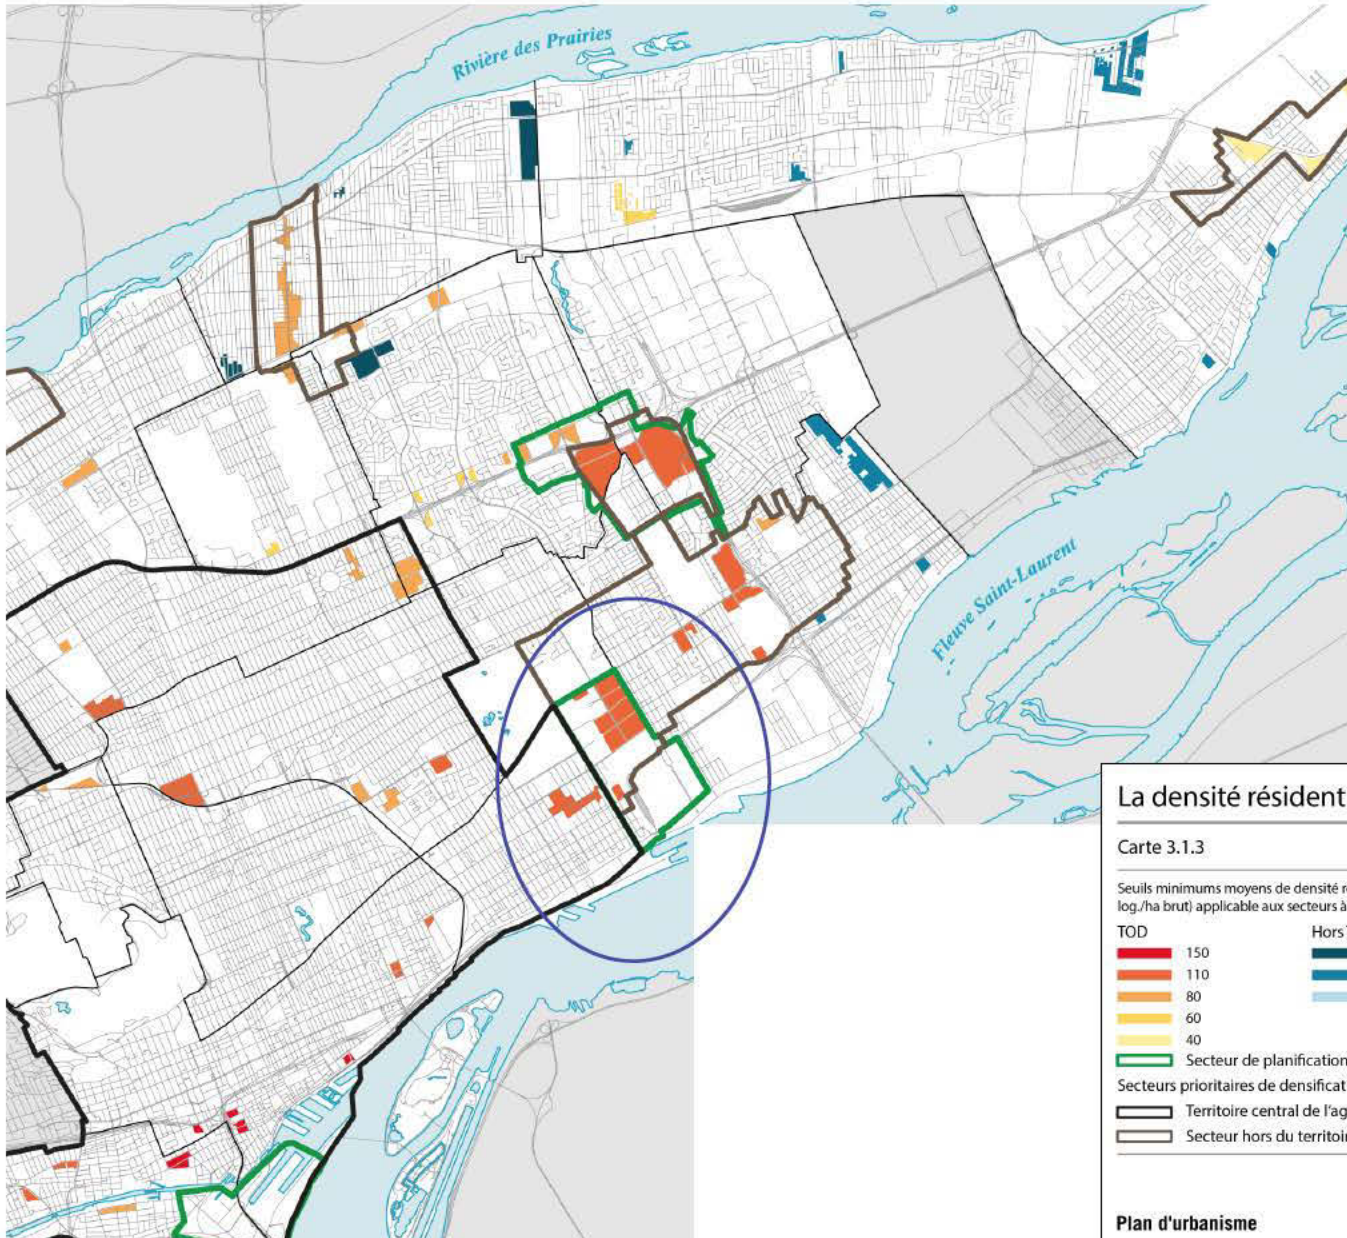 Rivière des Prairies
Fleuve Saint-Laurent
La densité résident
Carte 3.1.3
Seuils minimums moyens de densité r
log./ha brut) applicable aux secteurs à
TOD
Hors
150
110
80
60
40
Secteur de planification
Secteurs prioritaires de densificat
Territoire central de l'ag
Secteur hors du territoir
Plan d'urbanisme